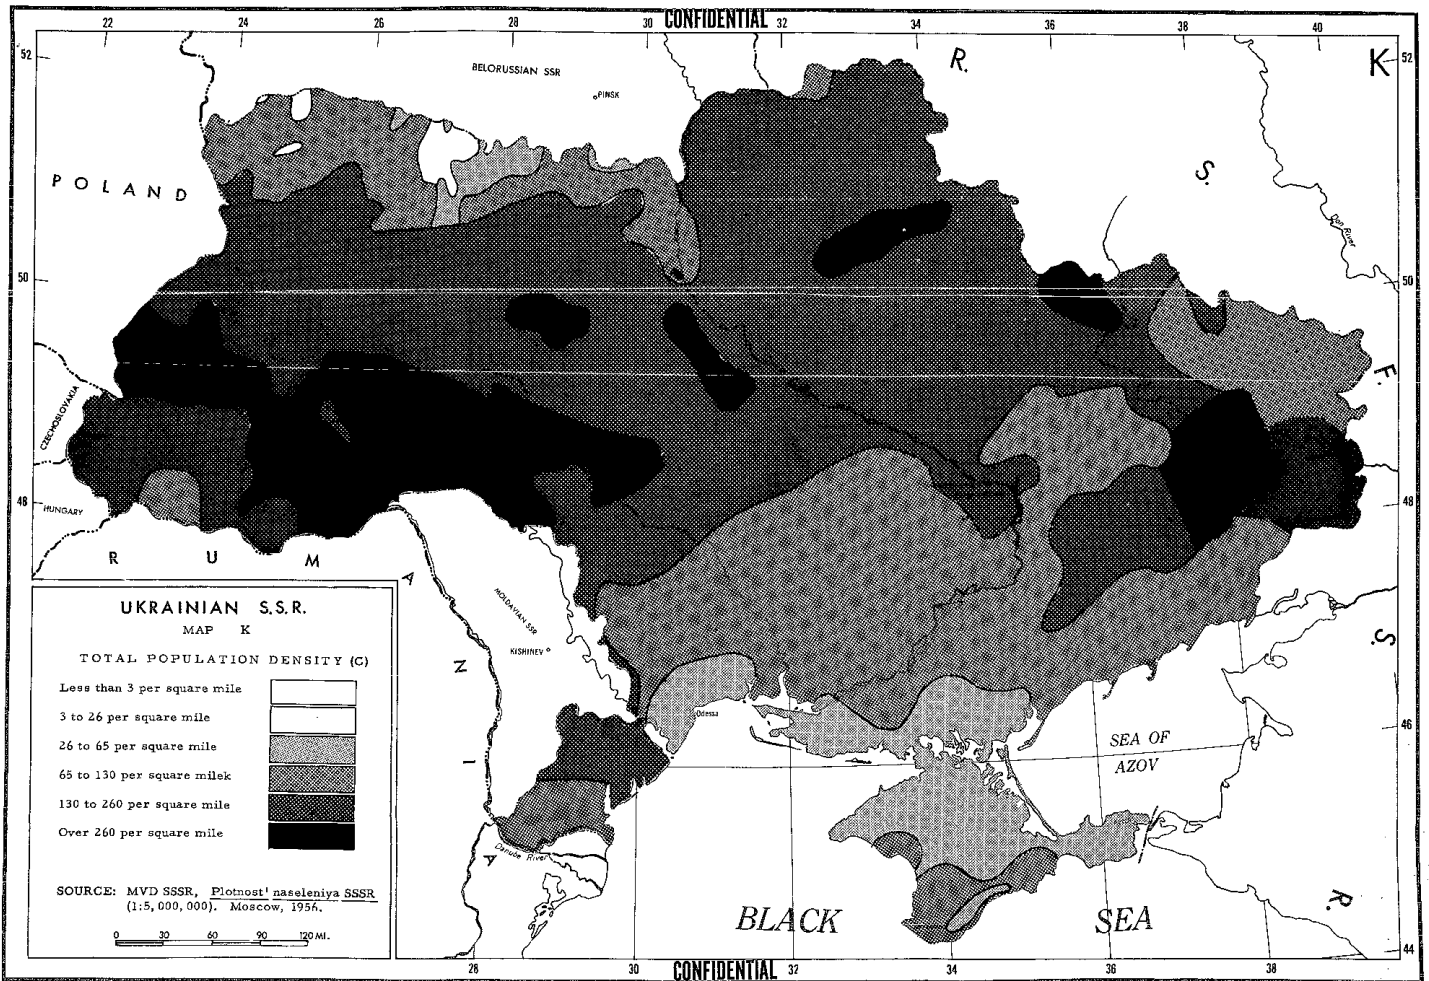 CONFIDENTIAL
22 24 26 28 30 32 34 36 38 40
52 52
R.
K
BELORUSSIAN SSR
PINSK
POLAND
S.
Don River
50 50
CZECHOSLOVAKIA
F.
48 48
HUNGARY
R U M A N I A
MOLDAVIAN SSR
KISHINEV
S.
Odessa
46
SEA OF
AZOV
Danube River
R.
BLACK SEA
44
UKRAINIAN S.S.R.
MAP K
TOTAL POPULATION DENSITY (C)
Less than 3 per square mile
3 to 26 per square mile
26 to 65 per square mile
65 to 130 per square milek
130 to 260 per square mile
Over 260 per square mile
SOURCE: MVD SSSR, Plotnost' naseleniya SSSR
(1:5,000,000). Moscow, 1956.
0 30 60 90 120 MI.
28 30 32 34 36 38
CONFIDENTIAL